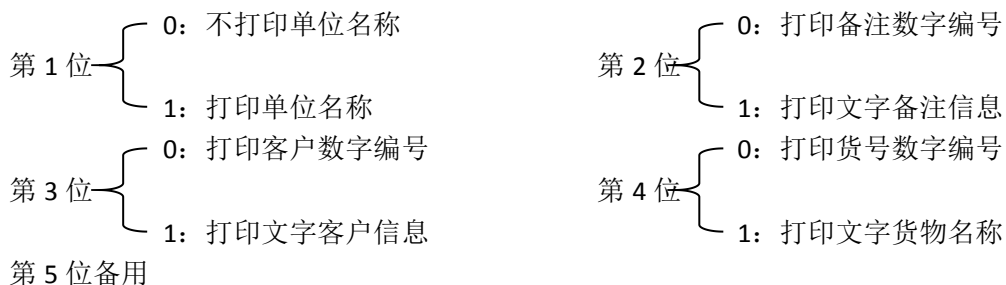 0：不打印单位名称
0：打印备注数字编号
第 1 位
第 2 位
1：打印单位名称
1：打印文字备注信息
0：打印客户数字编号
0：打印货号数字编号
第 3 位
第 4 位
1：打印文字客户信息
1：打印文字货物名称
第 5 位备用